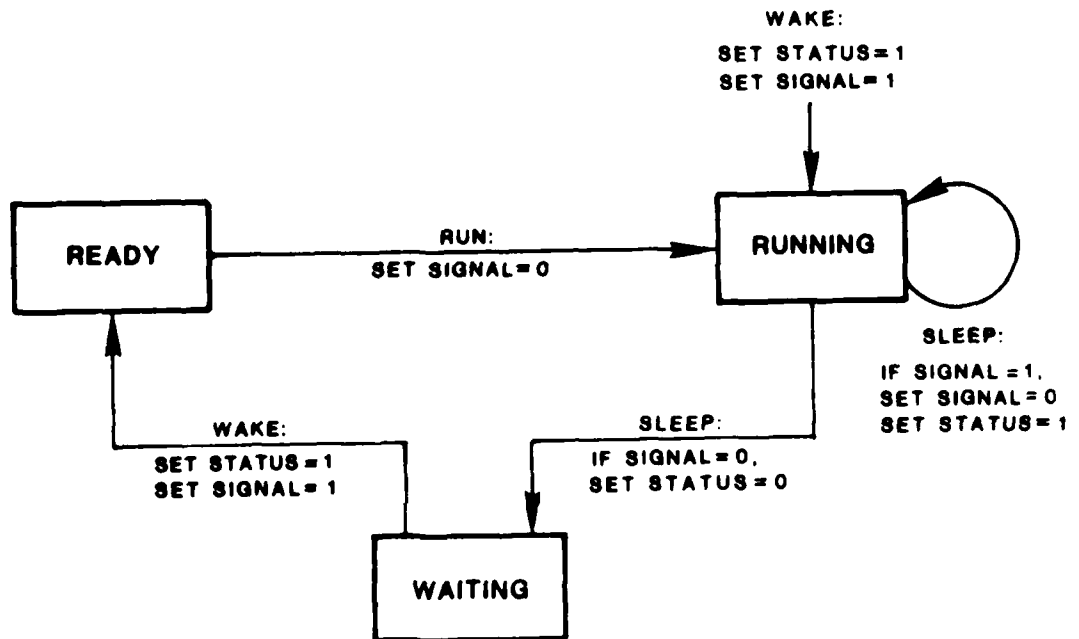 WAKE:
SET STATUS=1
SET SIGNAL=1
READY
RUN:
SET SIGNAL=0
RUNNING
SLEEP:
IF SIGNAL=1,
SET SIGNAL=0
SET STATUS=1
WAKE:
SET STATUS=1
SET SIGNAL=1
SLEEP:
IF SIGNAL=0,
SET STATUS=0
WAITING